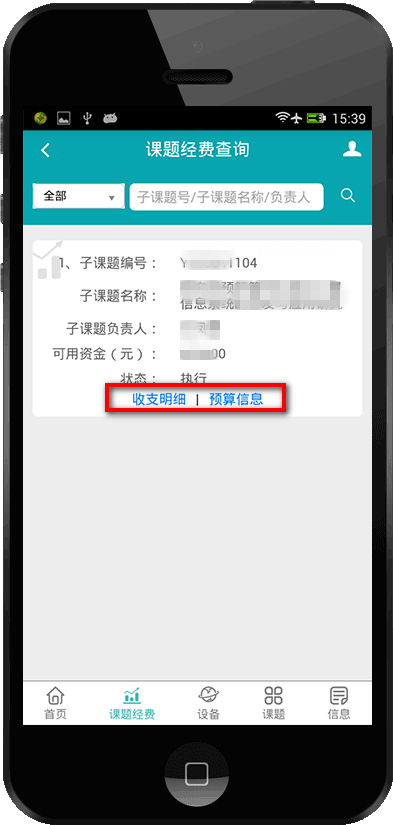 15:39
课题经费查询
全部 子课题号/子课题名称/负责人
1、子课题编号： Y 1104
子课题名称：
信息系统
子课题负责人：
可用资金（元）： 00
状态： 执行
收支明细 | 预算信息
首页 课题经费 设备 课题 信息